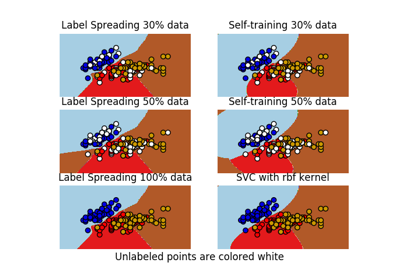 Label Spreading 30% data
Self-training 30% data
Label Spreading 50% data
Self-training 50% data
Label Spreading 100% data
SVC with rbf kernel
Unlabeled points are colored white